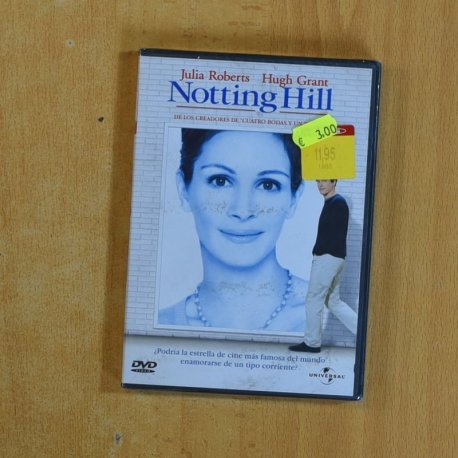 Julia Roberts Hugh Grant
Notting Hill
DE LOS CREADORES DE "CUATRO BODAS Y UN
€ 3,00
11,95
¿Podría la estrella de cine más famosa del mundo
enamorarse de un tipo corriente?
DVD
VIDEO
UNIVERSAL